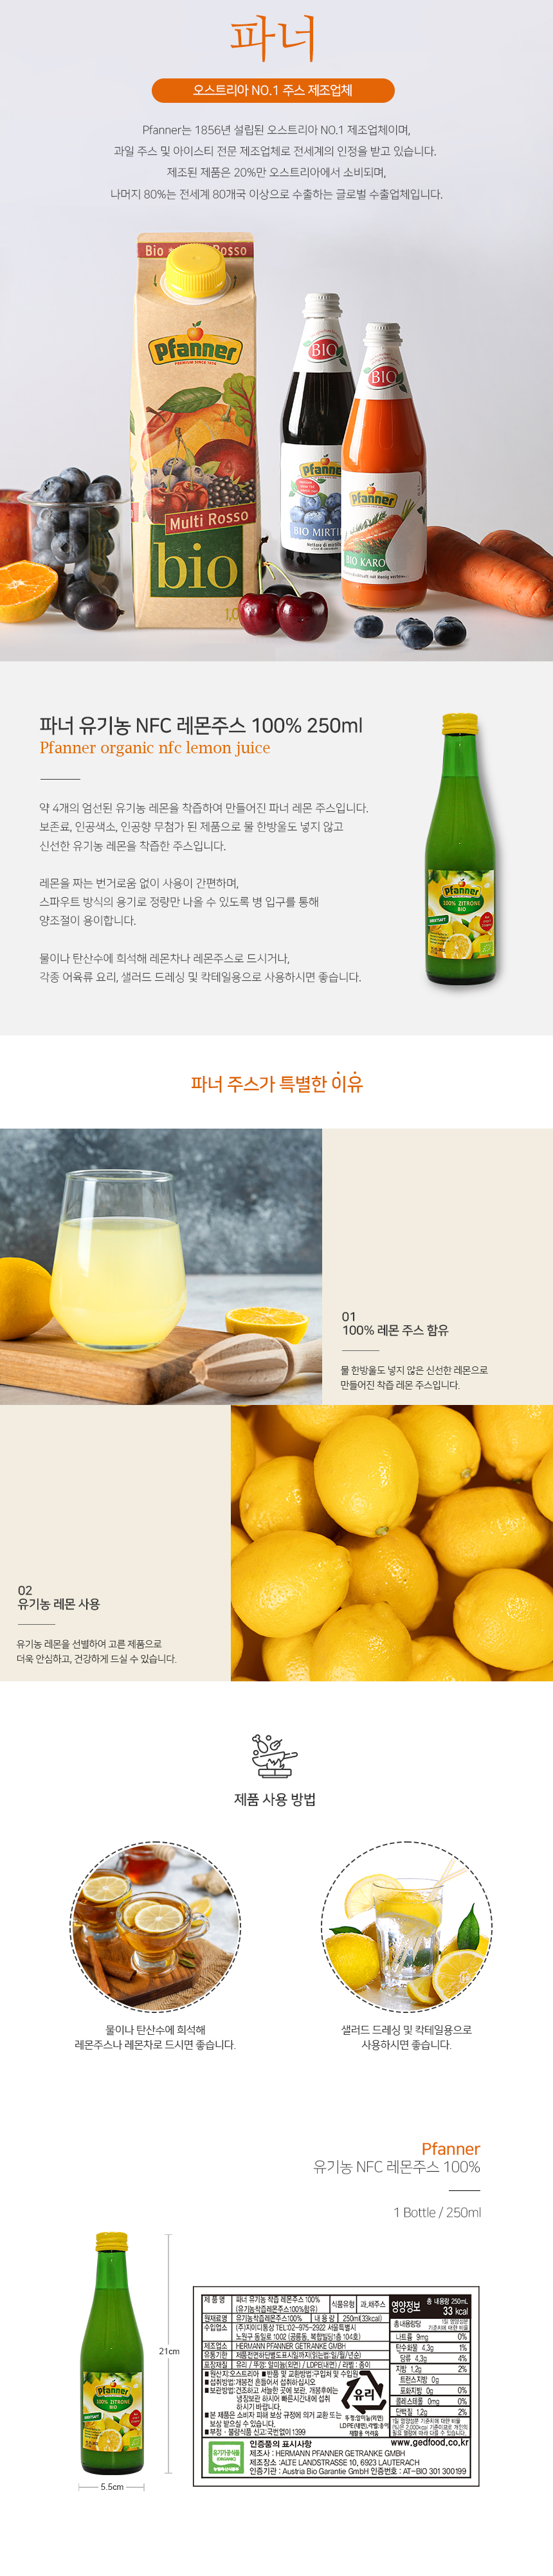 파너
오스트리아 NO.1 주스 제조업체
Pfanner는 1856년 설립된 오스트리아 NO.1 제조업체이며,
과일 주스 및 아이스티 전문 제조업체로 전세계의 인정을 받고 있습니다.
제조된 제품은 20%만 오스트리아에서 소비되며,
나머지 80%는 전세계 80개국 이상으로 수출하는 글로벌 수출업체입니다.
Bio Rosso
Pfanner
PREMIUM SINCE 1856
Multi Rosso
bio
1,0
BIO
Pfanne
BIO MIRTIL
BIO
Pfanner
BIO KARO
파너 유기농 NFC 레몬주스 100% 250ml
Pfanner organic nfc lemon juice
약 4개의 엄선된 유기농 레몬을 착즙하여 만들어진 파너 레몬 주스입니다.
보존료, 인공색소, 인공향 무첨가 된 제품으로 물 한방울도 넣지 않고
신선한 유기농 레몬을 착즙한 주스입니다.
레몬을 짜는 번거로움 없이 사용이 간편하며,
스파우트 방식의 용기로 정량만 나올 수 있도록 병 입구를 통해
양조절이 용이합니다.
물이나 탄산수에 희석해 레몬차나 레몬주스로 드시거나,
각종 어육류 요리, 샐러드 드레싱 및 칵테일용으로 사용하시면 좋습니다.
Pfanner
100% ZITRONE
BIO
DIREKTSAFT
파너 주스가 특별한 이유
01
100% 레몬 주스 함유
물 한방울도 넣지 않은 신선한 레몬으로
만들어진 착즙 레몬 주스입니다.
02
유기농 레몬 사용
유기농 레몬을 선별하여 고른 제품으로
더욱 안심하고, 건강하게 드실 수 있습니다.
제품 사용 방법
물이나 탄산수에 희석해
레몬주스나 레몬차로 드시면 좋습니다.
샐러드 드레싱 및 칵테일용으로
사용하시면 좋습니다.
Pfanner
유기농 NFC 레몬주스 100%
1 Bottle / 250ml
21cm
5.5cm
Pfanner
100% ZITRONE
BIO
제 품 명 파너 유기농 착즙 레몬주스 100% (유기농착즙레몬주스100%함유) 식품유형 과.채주스
원재료명 유기농착즙레몬주스100% 내 용 량 250ml(33kcal)
수입업소 (주)지이디통상 TEL:02-975-2922 서울특별시
노원구 동일로 1002 (공릉동, 복합빌딩1층 104호)
제조업소 HERMANN PFANNER GETRANKE GMBH
유통기한 제품전면하단별도표시일까지(읽는법:일/월/년순)
포장재질 유리 / 뚜껑: 알미늄(외면) / LDPE(내면) / 라벨 : 종이
■원산지:오스트리아 ■반품 및 교환방법:구입처 및 수입원
■섭취방법:개봉전 흔들어서 섭취하십시오
■보관방법:건조하고 서늘한 곳에 보관, 개봉후에는
냉장보관 하시어 빠른시간내에 섭취
하시기 바랍니다.
■본 제품은 소비자 피해 보상 규정에 의거 교환 또는
보상 받으실 수 있습니다.
■부정 · 불량식품 신고:국번없이1399
유리
뚜껑:알미늄(외면)
LDPE(내면),라벨:종이
재활용 어려움
영양정보 총 내용량 250mL
33 kcal
총내용량당 1일 영양성분 기준치에 대한 비율
나트륨 9mg 0%
탄수화물 4.3g 1%
당류 4.3g 4%
지방 1.2g 2%
트랜스지방 0g
포화지방 0g 0%
콜레스테롤 0mg 0%
단백질 1.2g 2%
1일 영양성분 기준치에 대한 비율
(%)은 2,000kcal 기준이므로 개인의
필요 열량에 따라 다를 수 있습니다.
www.gedfood.co.kr
유기가공식품
(ORGANIC)
농림축산식품부
인증품의 표시사항
제조사 : HERMANN PFANNER GETRANKE GMBH
제조장소 :ALTE LANDSTRASSE 10, 6923 LAUTERACH
인증기관 : Austria Bio Garantie GmbH 인증번호 : AT-BIO 301 300199